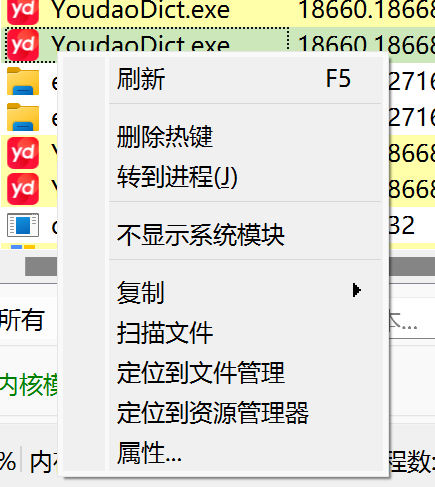 YoudaoDict.exe 18660.18668
YoudaoDict.exe 18660.18668
刷新 F5
2716
删除热键
2716
转到进程(J)
8668
8668
不显示系统模块
32
复制
所有
本...
扫描文件
定位到文件管理
内核模
定位到资源管理器
属性...
%
内存
程数: